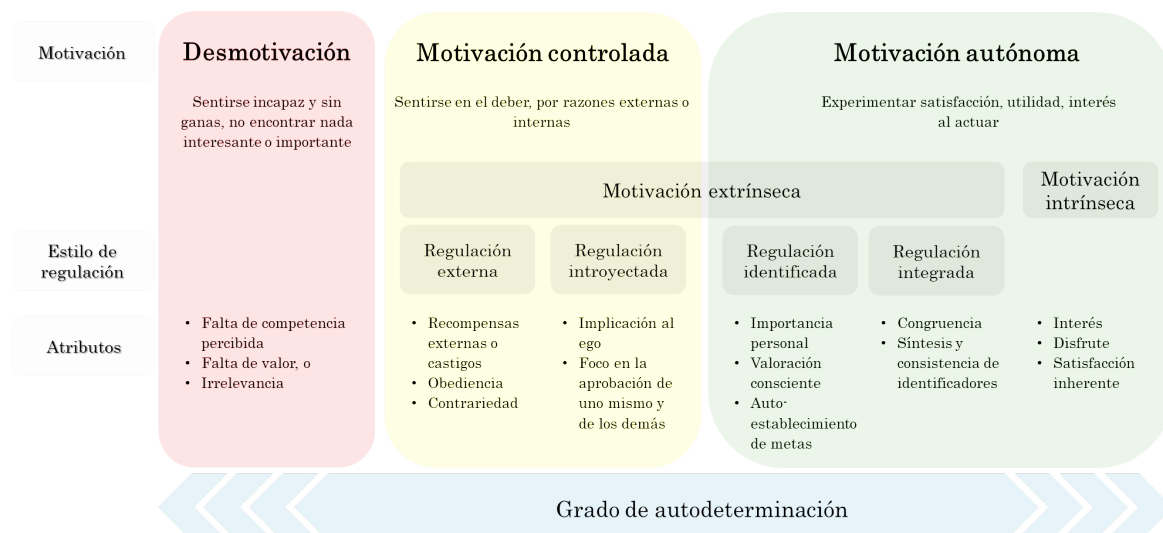 Motivación
Desmotivación
Motivación controlada
Motivación autónoma
Sentirse incapaz y sin
ganas, no encontrar nada
interesante o importante
Sentirse en el deber, por razones externas o
internas
Experimentar satisfacción, utilidad, interés
al actuar
Motivación extrínseca
Motivación
intrínseca
Estilo de
regulación
Regulación
externa
Regulación
introyectada
Regulación
identificada
Regulación
integrada
Atributos
• Falta de competencia
percibida
• Falta de valor, o
• Irrelevancia
• Recompensas
externas o
castigos
• Obediencia
• Contrariedad
• Implicación al
ego
• Foco en la
aprobación de
uno mismo y
de los demás
• Importancia
personal
• Valoración
consciente
• Auto-
establecimiento
de metas
• Congruencia
• Síntesis y
consistencia de
identificadores
• Interés
• Disfrute
• Satisfacción
inherente
Grado de autodeterminación